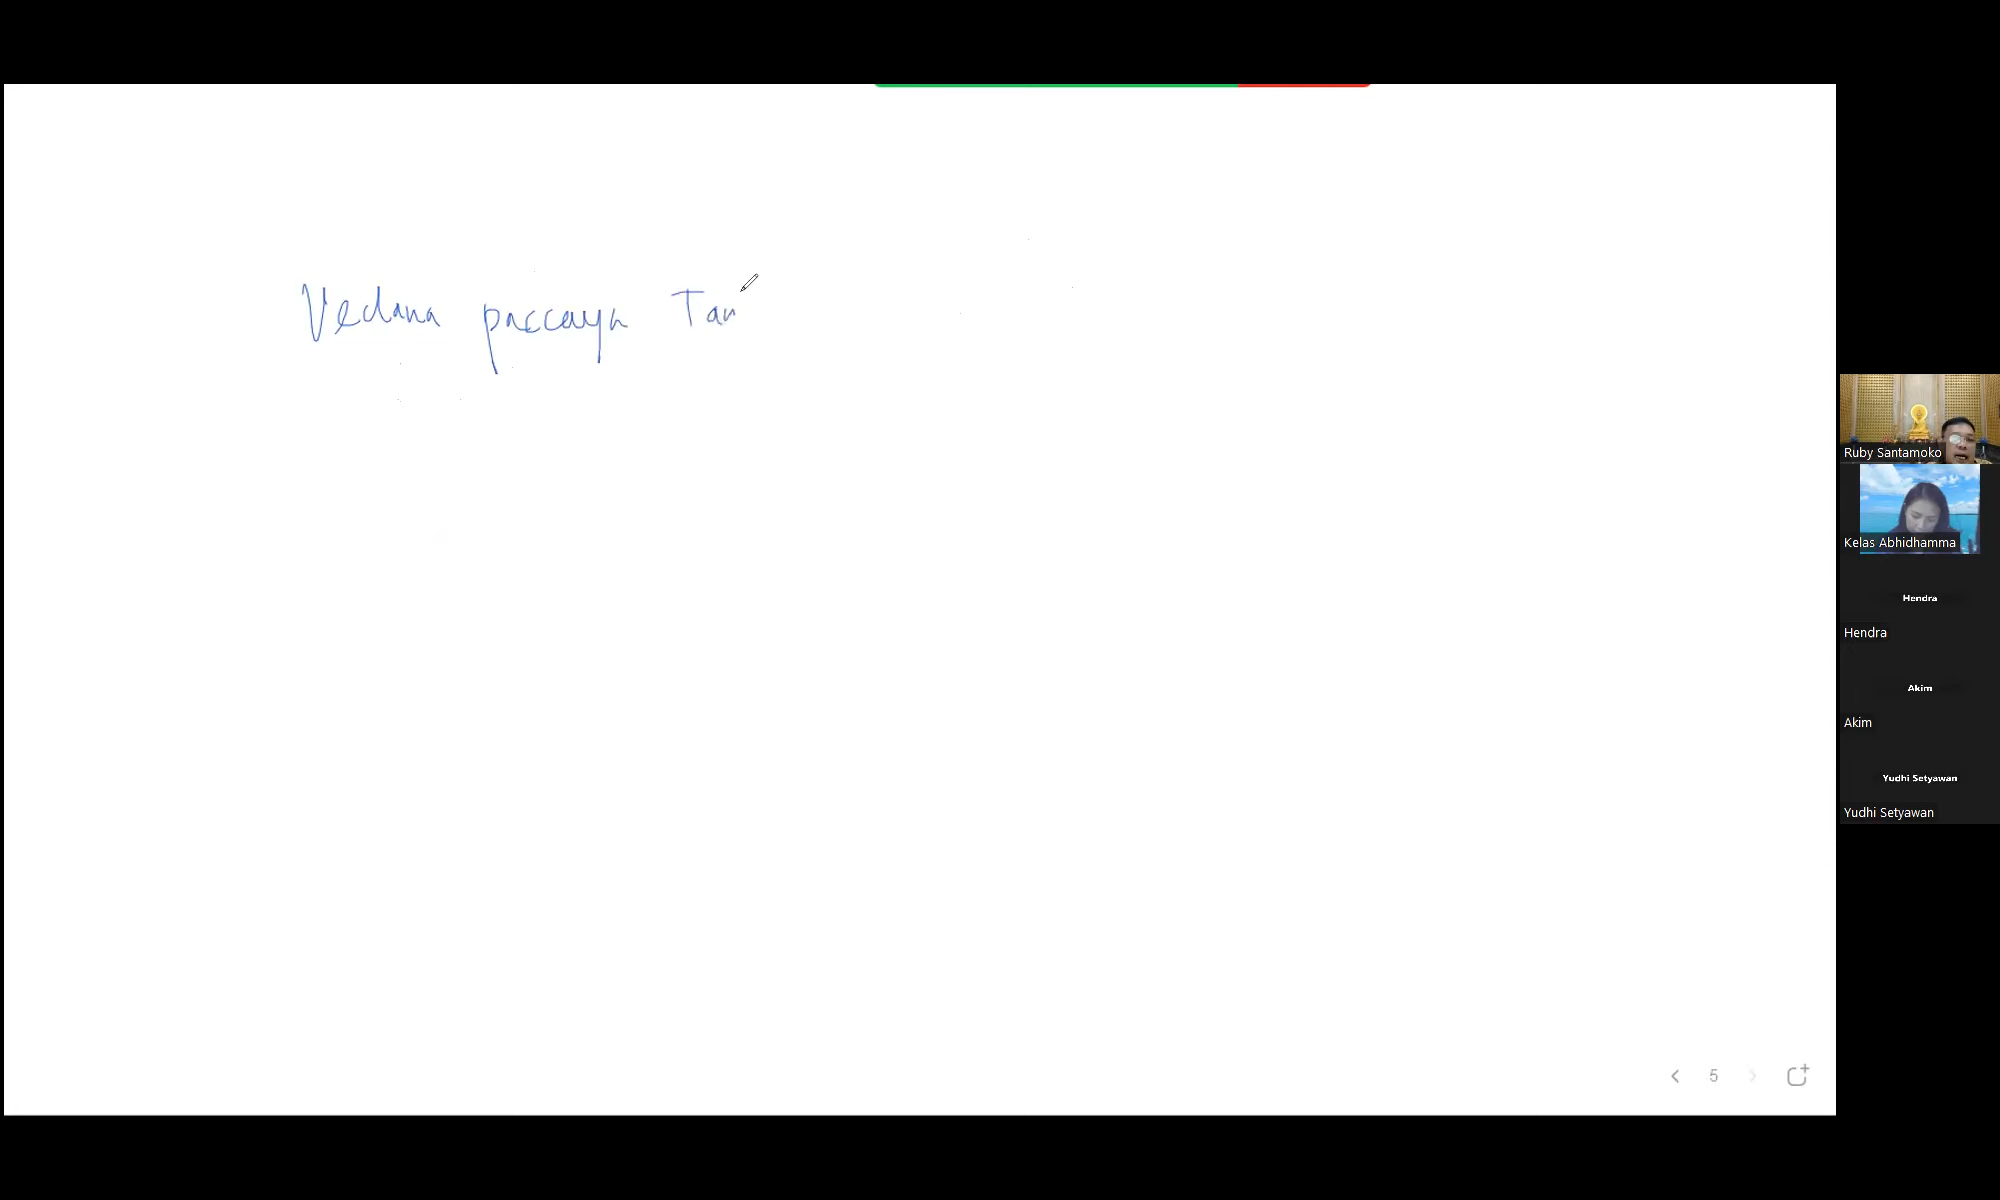 Vedana paccaya Tan
Ruby Santamoko
Kelas Abhidhamma
Hendra
Hendra
Akim
Akim
Yudhi Setyawan
Yudhi Setyawan
5